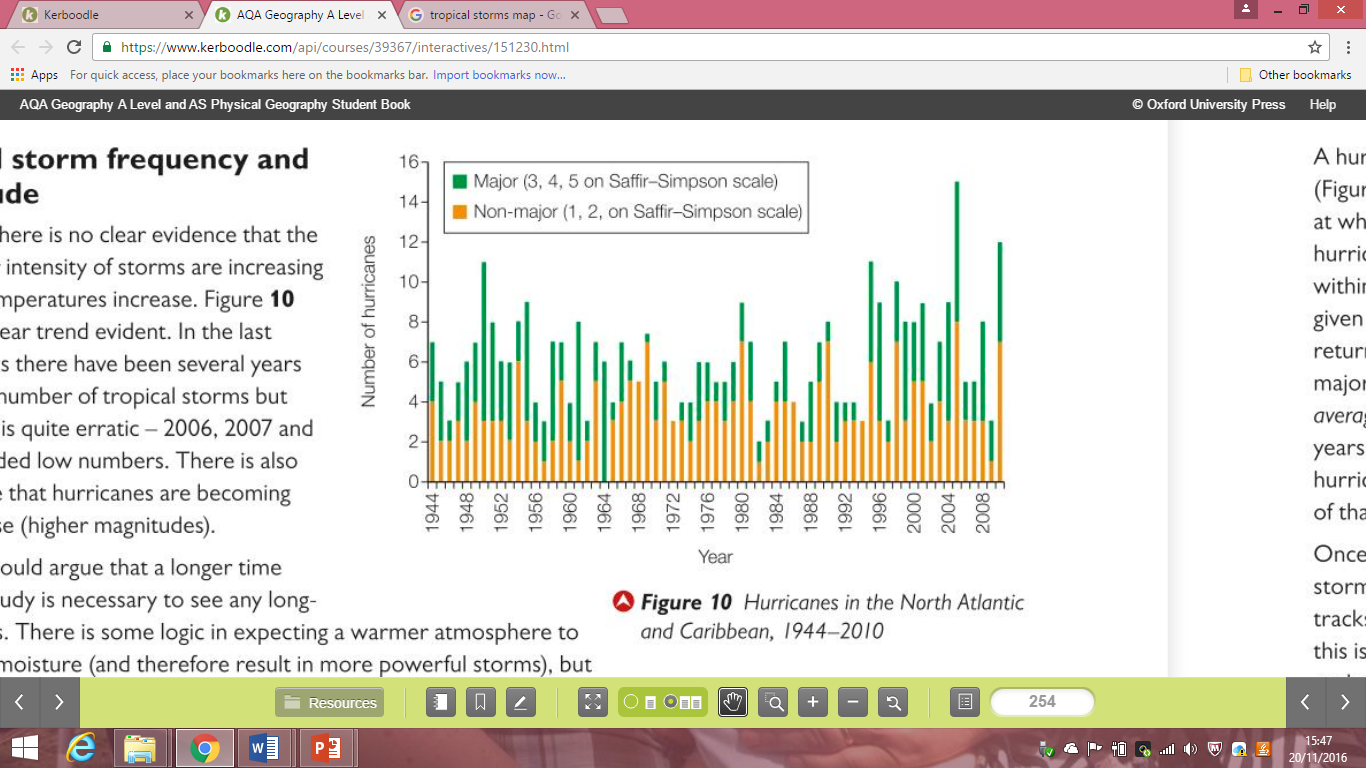 Kerboodle
AQA Geography A Level
tropical storms map - Go
https://www.kerboodle.com/api/courses/39367/interactives/151230.html
Apps For quick access, place your bookmarks here on the bookmarks bar. Import bookmarks now... Other bookmarks
AQA Geography A Level and AS Physical Geography Student Book © Oxford University Press Help
l storm frequency and
ude
here is no clear evidence that the
r intensity of storms are increasing
mperatures increase. Figure 10
ear trend evident. In the last
s there have been several years
number of tropical storms but
is quite erratic – 2006, 2007 and
ded low numbers. There is also
e that hurricanes are becoming
se (higher magnitudes).
ould argue that a longer time
udy is necessary to see any long-
s. There is some logic in expecting a warmer atmosphere to
moisture (and therefore result in more powerful storms), but
Number of hurricanes
16
14
12
10
8
6
4
2
0
Major (3, 4, 5 on Saffir–Simpson scale)
Non-major (1, 2, on Saffir–Simpson scale)
1944 1948 1952 1956 1960 1964 1968 1972 1976 1980 1984 1988 1992 1996 2000 2004 2008
Year
Figure 10 Hurricanes in the North Atlantic
and Caribbean, 1944–2010
A hur
(Figur
at wh
hurric
within
given
return
major
averag
years
hurric
of tha
Once
storm
tracks
this is
Resources
254
15:47
20/11/2016